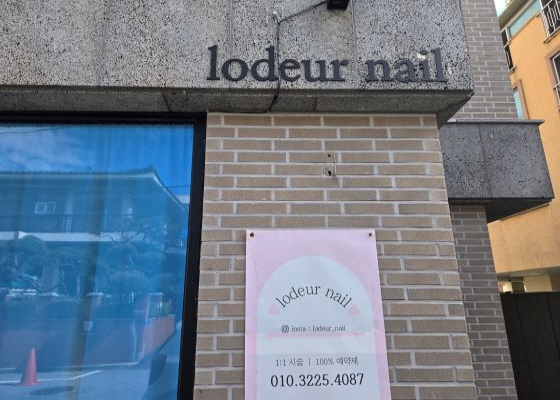 lodeur nail
lodeur nail
insta : lodeur_nail
1:1 시술 | 100% 예약제
010.3225.4087